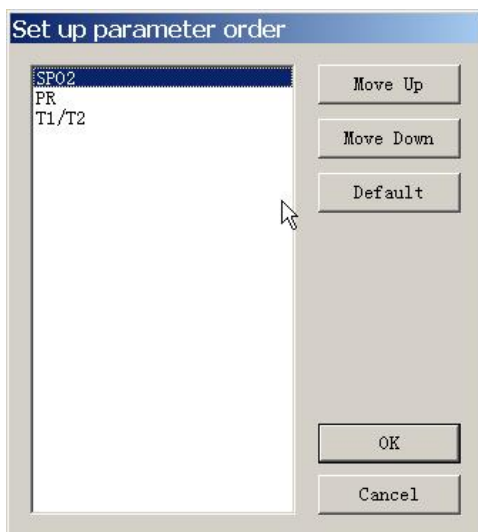 Set up parameter order
SPO2
PR
T1/T2
Move Up
Move Down
Default
OK
Cancel